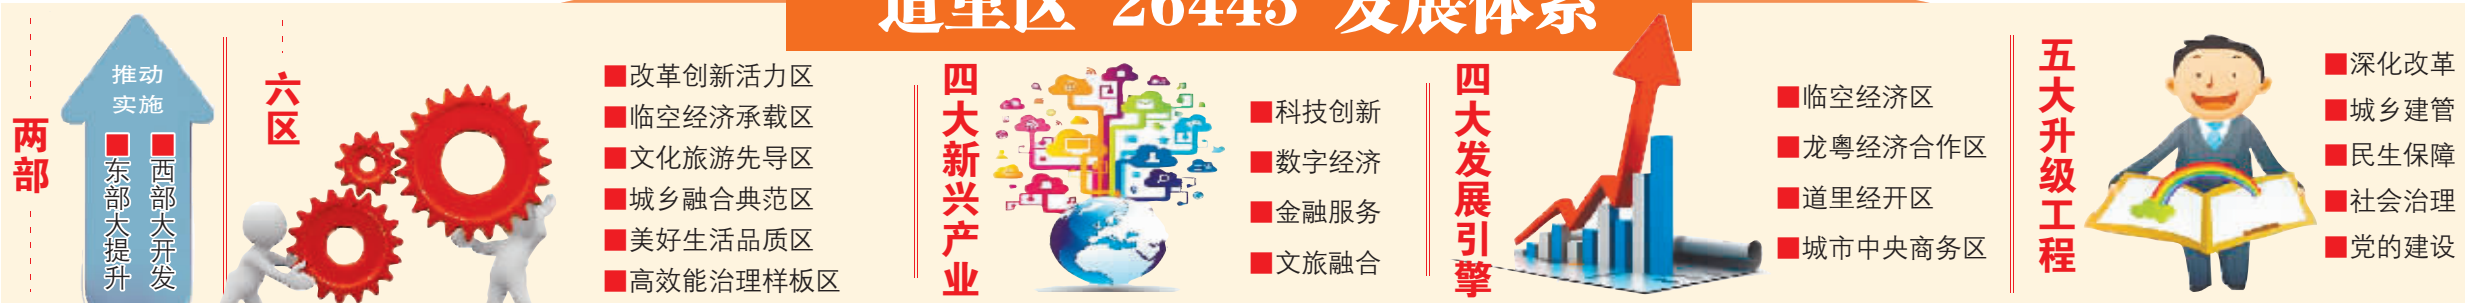 道里区“26445”发展体系
两部
推动
实施
■东部大提升
■西部大开发
六区
■改革创新活力区
■临空经济承载区
■文化旅游先导区
■城乡融合典范区
■美好生活品质区
■高效能治理样板区
四大新兴产业
■科技创新
■数字经济
■金融服务
■文旅融合
四大发展引擎
■临空经济区
■龙粤经济合作区
■道里经开区
■城市中央商务区
五大升级工程
■深化改革
■城乡建管
■民生保障
■社会治理
■党的建设